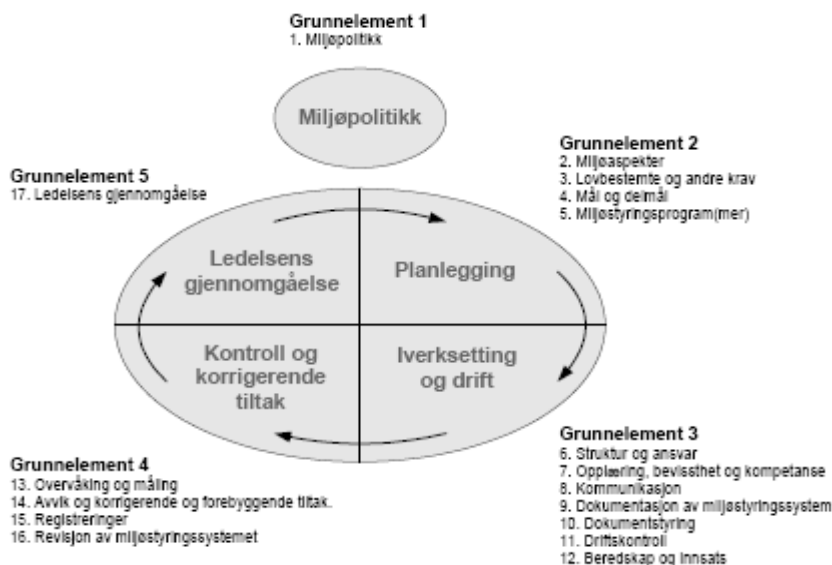 Grunnelement 1
1. Miljøpolitikk
Miljøpolitikk
Grunnelement 2
2. Miljøaspekter
3. Lovbestemte og andre krav
4. Mål og delmål
5. Miljøstyringsprogram(mer)
Grunnelement 5
17. Ledelsens gjennomgåelse
Ledelsens
gjennomgåelse
Planlegging
Kontroll og
korrigerende
tiltak
Iverksetting
og drift
Grunnelement 3
6. Struktur og ansvar
7. Opplæring, bevissthet og kompetanse
8. Kommunikasjon
9. Dokumentasjon av miljøstyringssystem
10. Dokumentstyring
11. Driftskontroll
12. Beredskap og innsats
Grunnelement 4
13. Overvåking og måling
14. Avvik og korrigerende og forebyggende tiltak.
15. Registreringer
16. Revisjon av miljøstyringssystemet